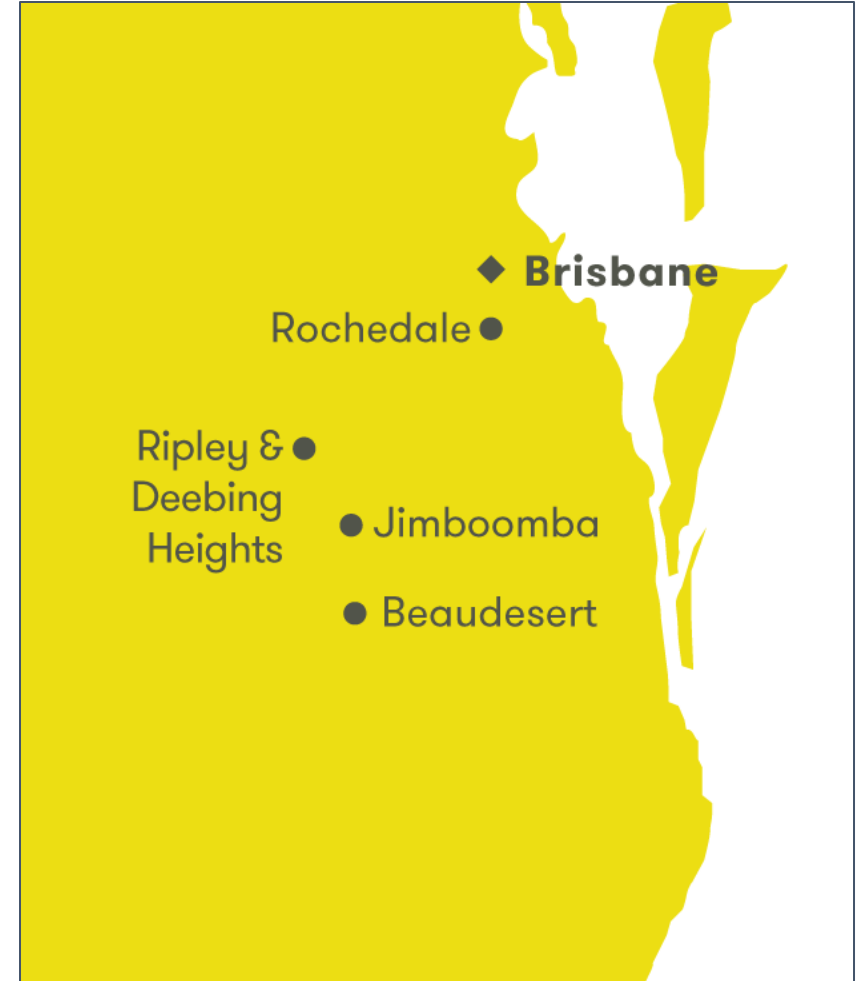 Brisbane
Rochedale
Ripley &
Deebing
Heights
Jimboomba
Beaudesert